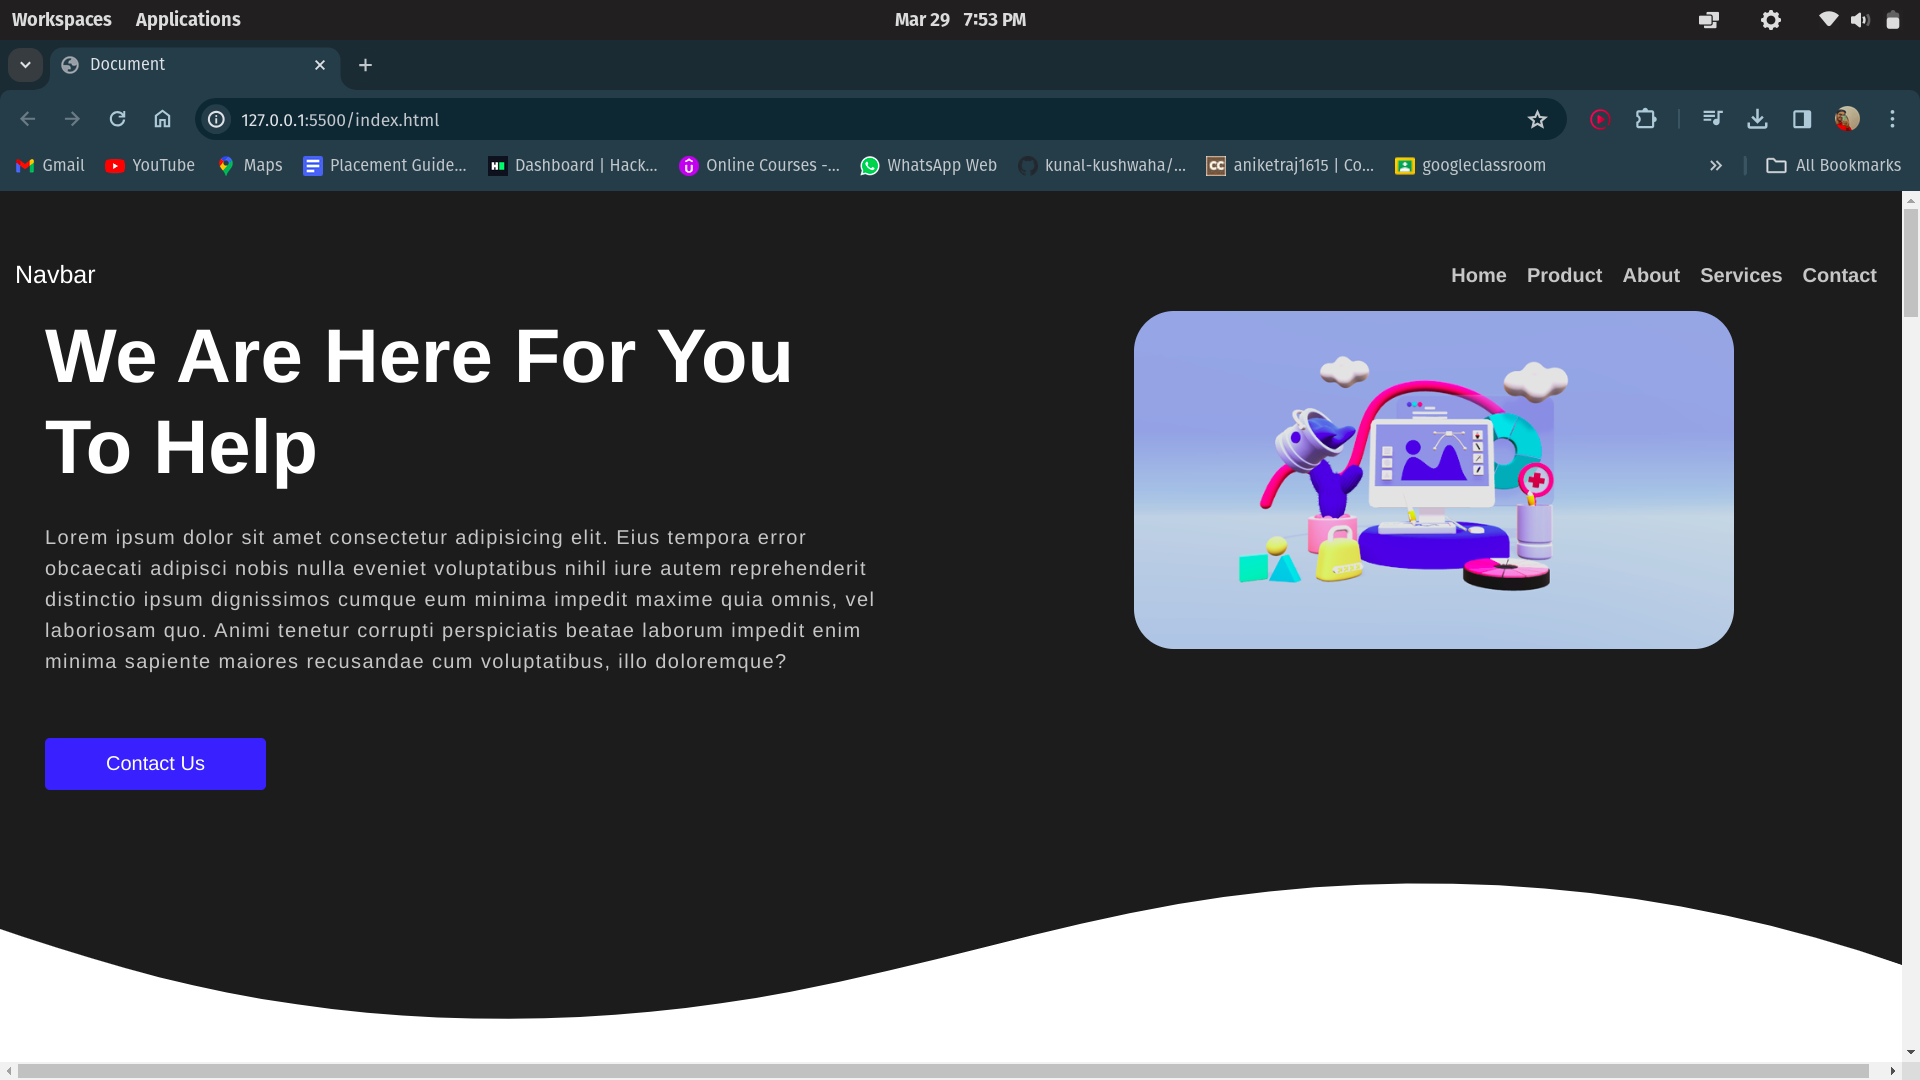 Workspaces Applications Mar 29 7:53 PM
Document
127.0.0.1:5500/index.html
Gmail YouTube Maps Placement Guide... Dashboard | Hack... Online Courses -... WhatsApp Web kunal-kushwaha/... CC aniketraj1615 | Co... googleclassroom » All Bookmarks
Navbar Home Product About Services Contact
We Are Here For You
To Help
Lorem ipsum dolor sit amet consectetur adipisicing elit. Eius tempora error
obcaecati adipisci nobis nulla eveniet voluptatibus nihil iure autem reprehenderit
distinctio ipsum dignissimos cumque eum minima impedit maxime quia omnis, vel
laboriosam quo. Animi tenetur corrupti perspiciatis beatae laborum impedit enim
minima sapiente maiores recusandae cum voluptatibus, illo doloremque?
Contact Us